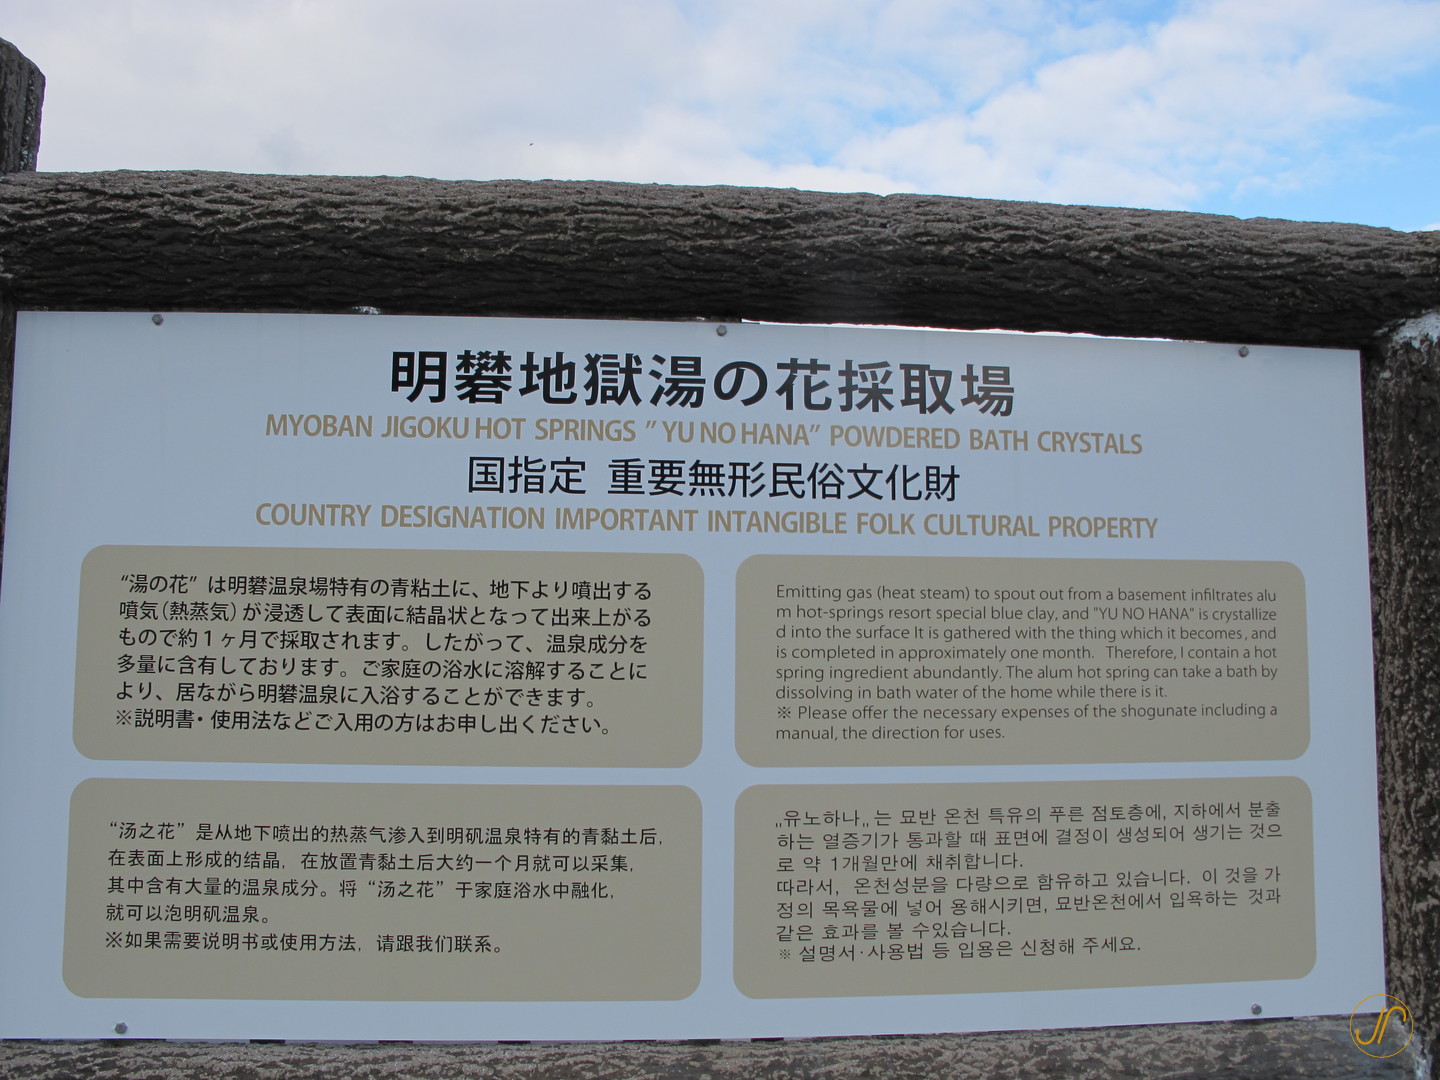 明礬地獄湯の花採取場
MYOBAN JIGOKU HOT SPRINGS "YU NO HANA" POWDERED BATH CRYSTALS
国指定 重要無形民俗文化財
COUNTRY DESIGNATION IMPORTANT INTANGIBLE FOLK CULTURAL PROPERTY
“湯の花”は明礬温泉場特有の青粘土に、地下より噴出する
噴気(熱蒸気)が浸透して表面に結晶状となって出来上がる
もので約1ヶ月で採取されます。したがって、温泉成分を
多量に含有しております。ご家庭の浴水に溶解することに
より、居ながら明礬温泉に入浴することができます。
※説明書・使用法などご入用の方はお申し出ください。
Emitting gas (heat steam) to spout out from a basement infiltrates alu
m hot-springs resort special blue clay, and "YU NO HANA" is crystallize
d into the surface It is gathered with the thing which it becomes, and
is completed in approximately one month. Therefore, I contain a hot
spring ingredient abundantly. The alum hot spring can take a bath by
dissolving in bath water of the home while there is it.
※ Please offer the necessary expenses of the shogunate including a
manual, the direction for uses.
“汤之花”是从地下喷出的热蒸气渗入到明矾温泉特有的青黏土后,
在表面上形成的结晶, 在放置青黏土后大约一个月就可以采集,
其中含有大量的温泉成分。将“汤之花”于家庭浴水中融化,
就可以泡明矾温泉。
※如果需要说明书或使用方法, 请跟我们联系。
„유노하나„는 묘반 온천 특유의 푸른 점토층에, 지하에서 분출
하는 열증기가 통과할 때 표면에 결정이 생성되어 생기는 것으
로 약 1개월만에 채취합니다.
따라서, 온천성분을 다량으로 함유하고 있습니다. 이 것을 가
정의 목욕물에 넣어 용해시키면, 묘반온천에서 입욕하는 것과
같은 효과를 볼 수있습니다.
※ 설명서·사용법 등 입용은 신청해 주세요.